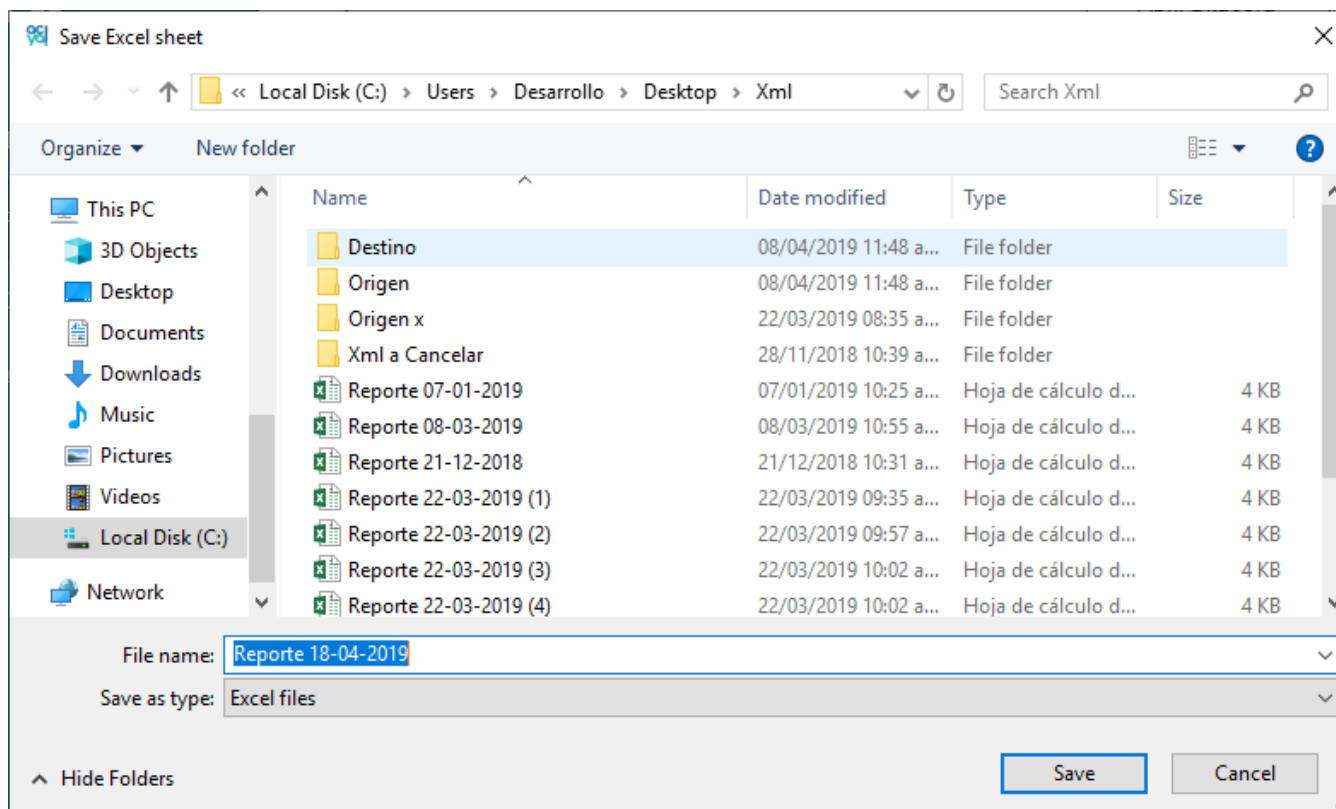 Save Excel sheet
« Local Disk (C:) › Users › Desarrollo › Desktop › Xml
Search Xml
Organize
New folder
This PC
3D Objects
Desktop
Documents
Downloads
Music
Pictures
Videos
Local Disk (C:)
Network
Name Date modified Type Size
Destino 08/04/2019 11:48 a... File folder
Origen 08/04/2019 11:48 a... File folder
Origen x 22/03/2019 08:35 a... File folder
Xml a Cancelar 28/11/2018 10:39 a... File folder
Reporte 07-01-2019 07/01/2019 10:25 a... Hoja de cálculo d... 4 KB
Reporte 08-03-2019 08/03/2019 10:55 a... Hoja de cálculo d... 4 KB
Reporte 21-12-2018 21/12/2018 10:31 a... Hoja de cálculo d... 4 KB
Reporte 22-03-2019 (1) 22/03/2019 09:35 a... Hoja de cálculo d... 4 KB
Reporte 22-03-2019 (2) 22/03/2019 09:57 a... Hoja de cálculo d... 4 KB
Reporte 22-03-2019 (3) 22/03/2019 10:02 a... Hoja de cálculo d... 4 KB
Reporte 22-03-2019 (4) 22/03/2019 10:02 a... Hoja de cálculo d... 4 KB
File name: Reporte 18-04-2019
Save as type: Excel files
Hide Folders
Save
Cancel